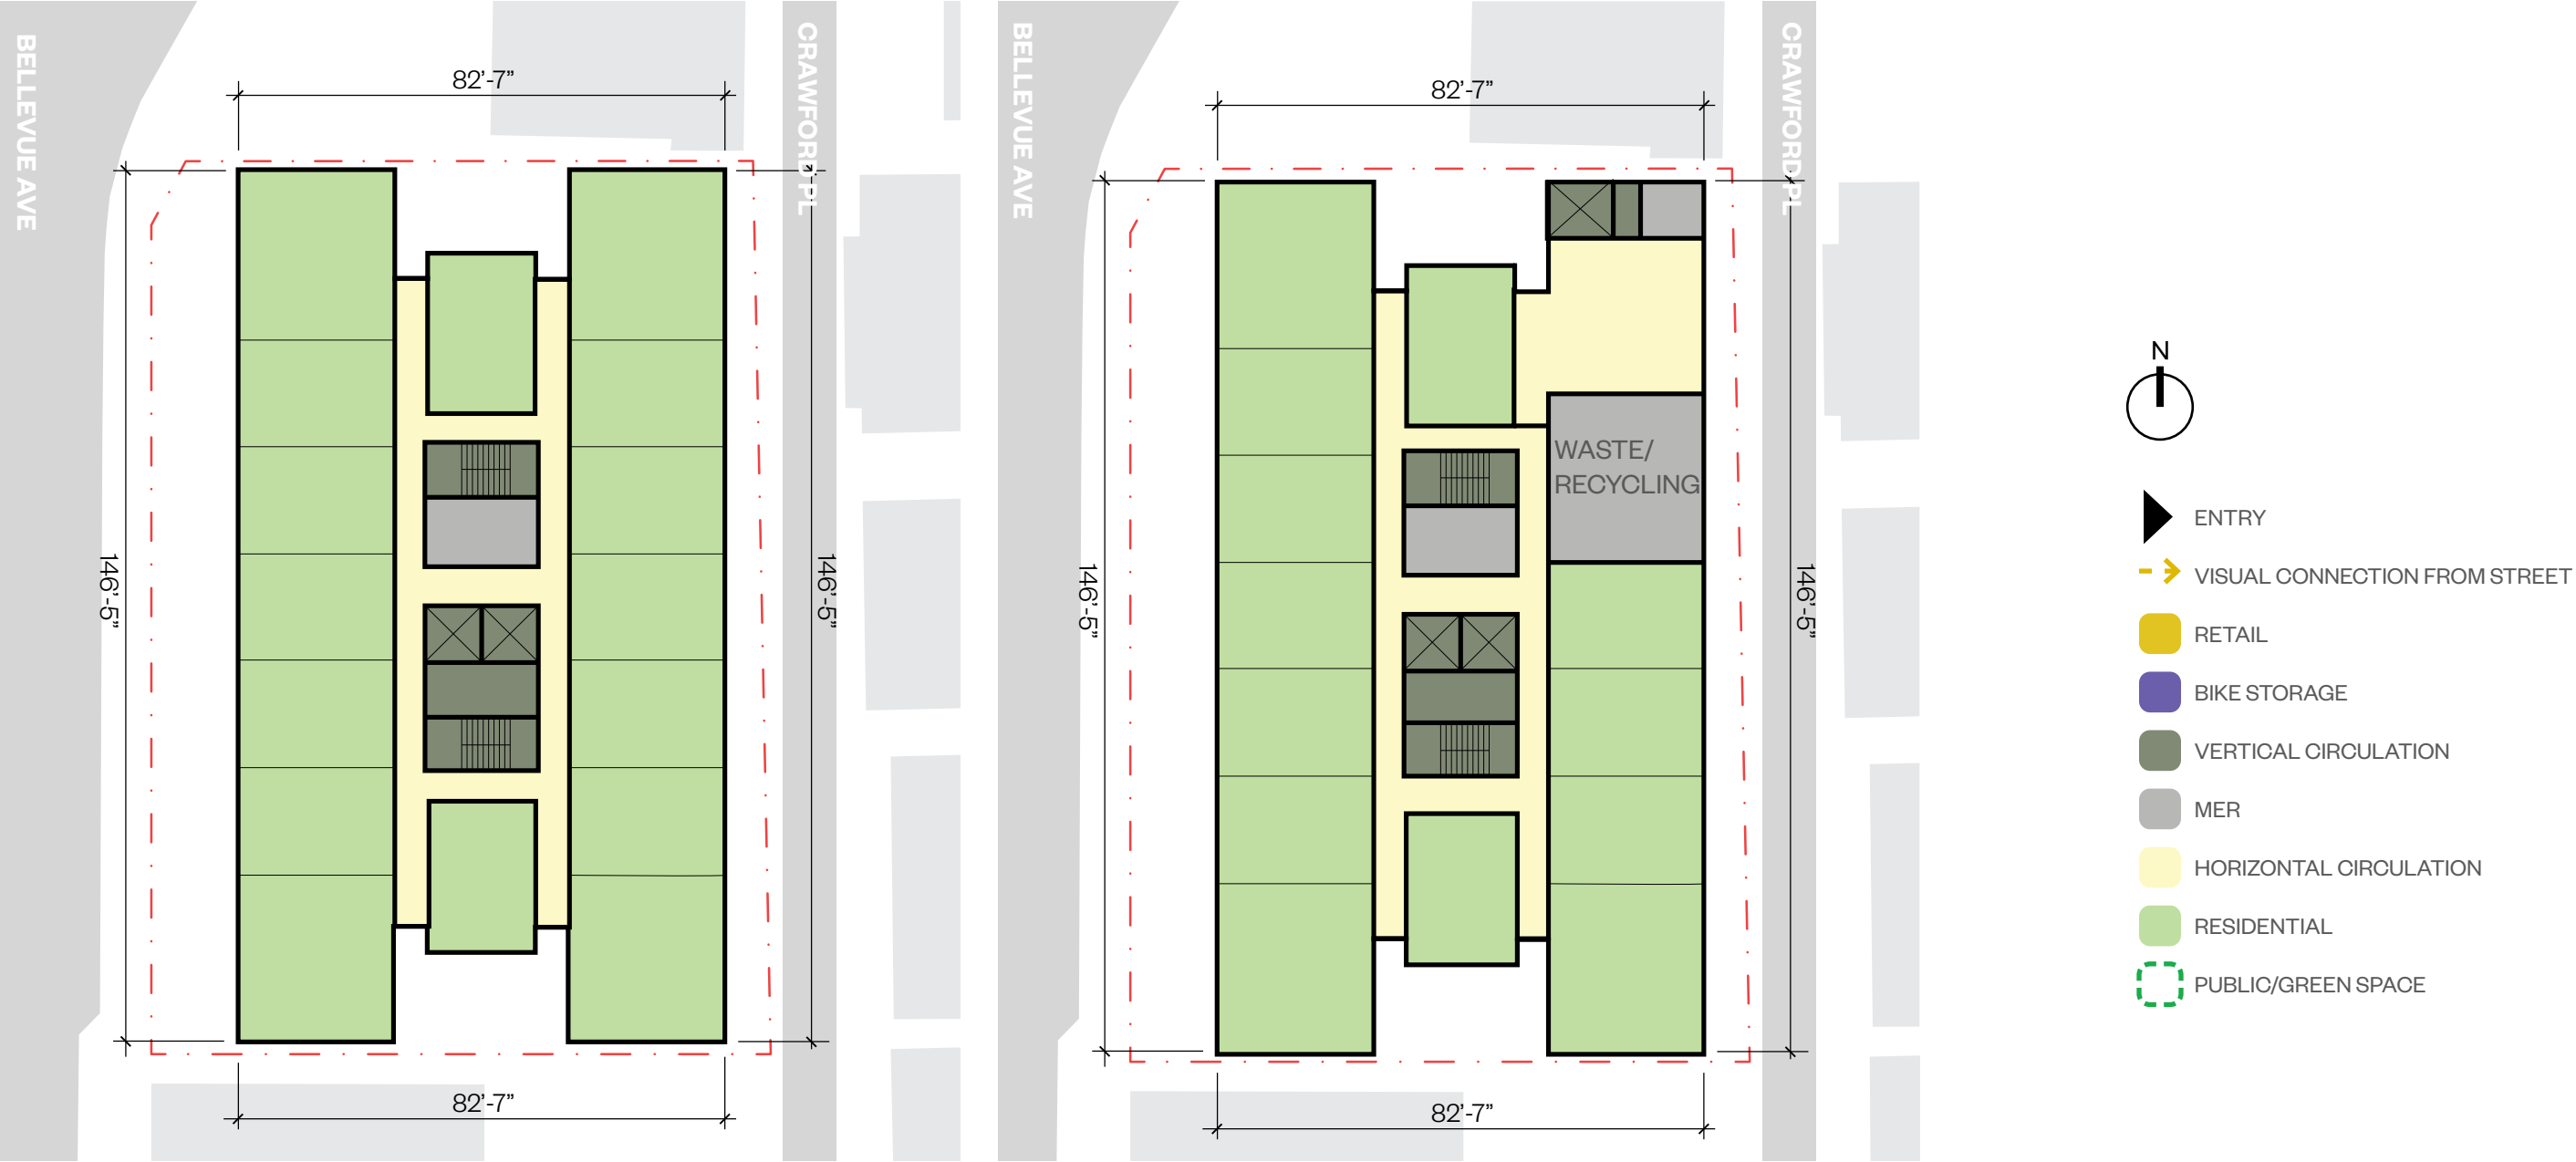 BELLEVUE AVE
CRAWFORD PL
82’-7”
146’-5”
146’-5”
82’-7”
BELLEVUE AVE
CRAWFORD PL
82’-7”
WASTE/
RECYCLING
146’-5”
146’-5”
82’-7”
N
ENTRY
VISUAL CONNECTION FROM STREET
RETAIL
BIKE STORAGE
VERTICAL CIRCULATION
MER
HORIZONTAL CIRCULATION
RESIDENTIAL
PUBLIC/GREEN SPACE